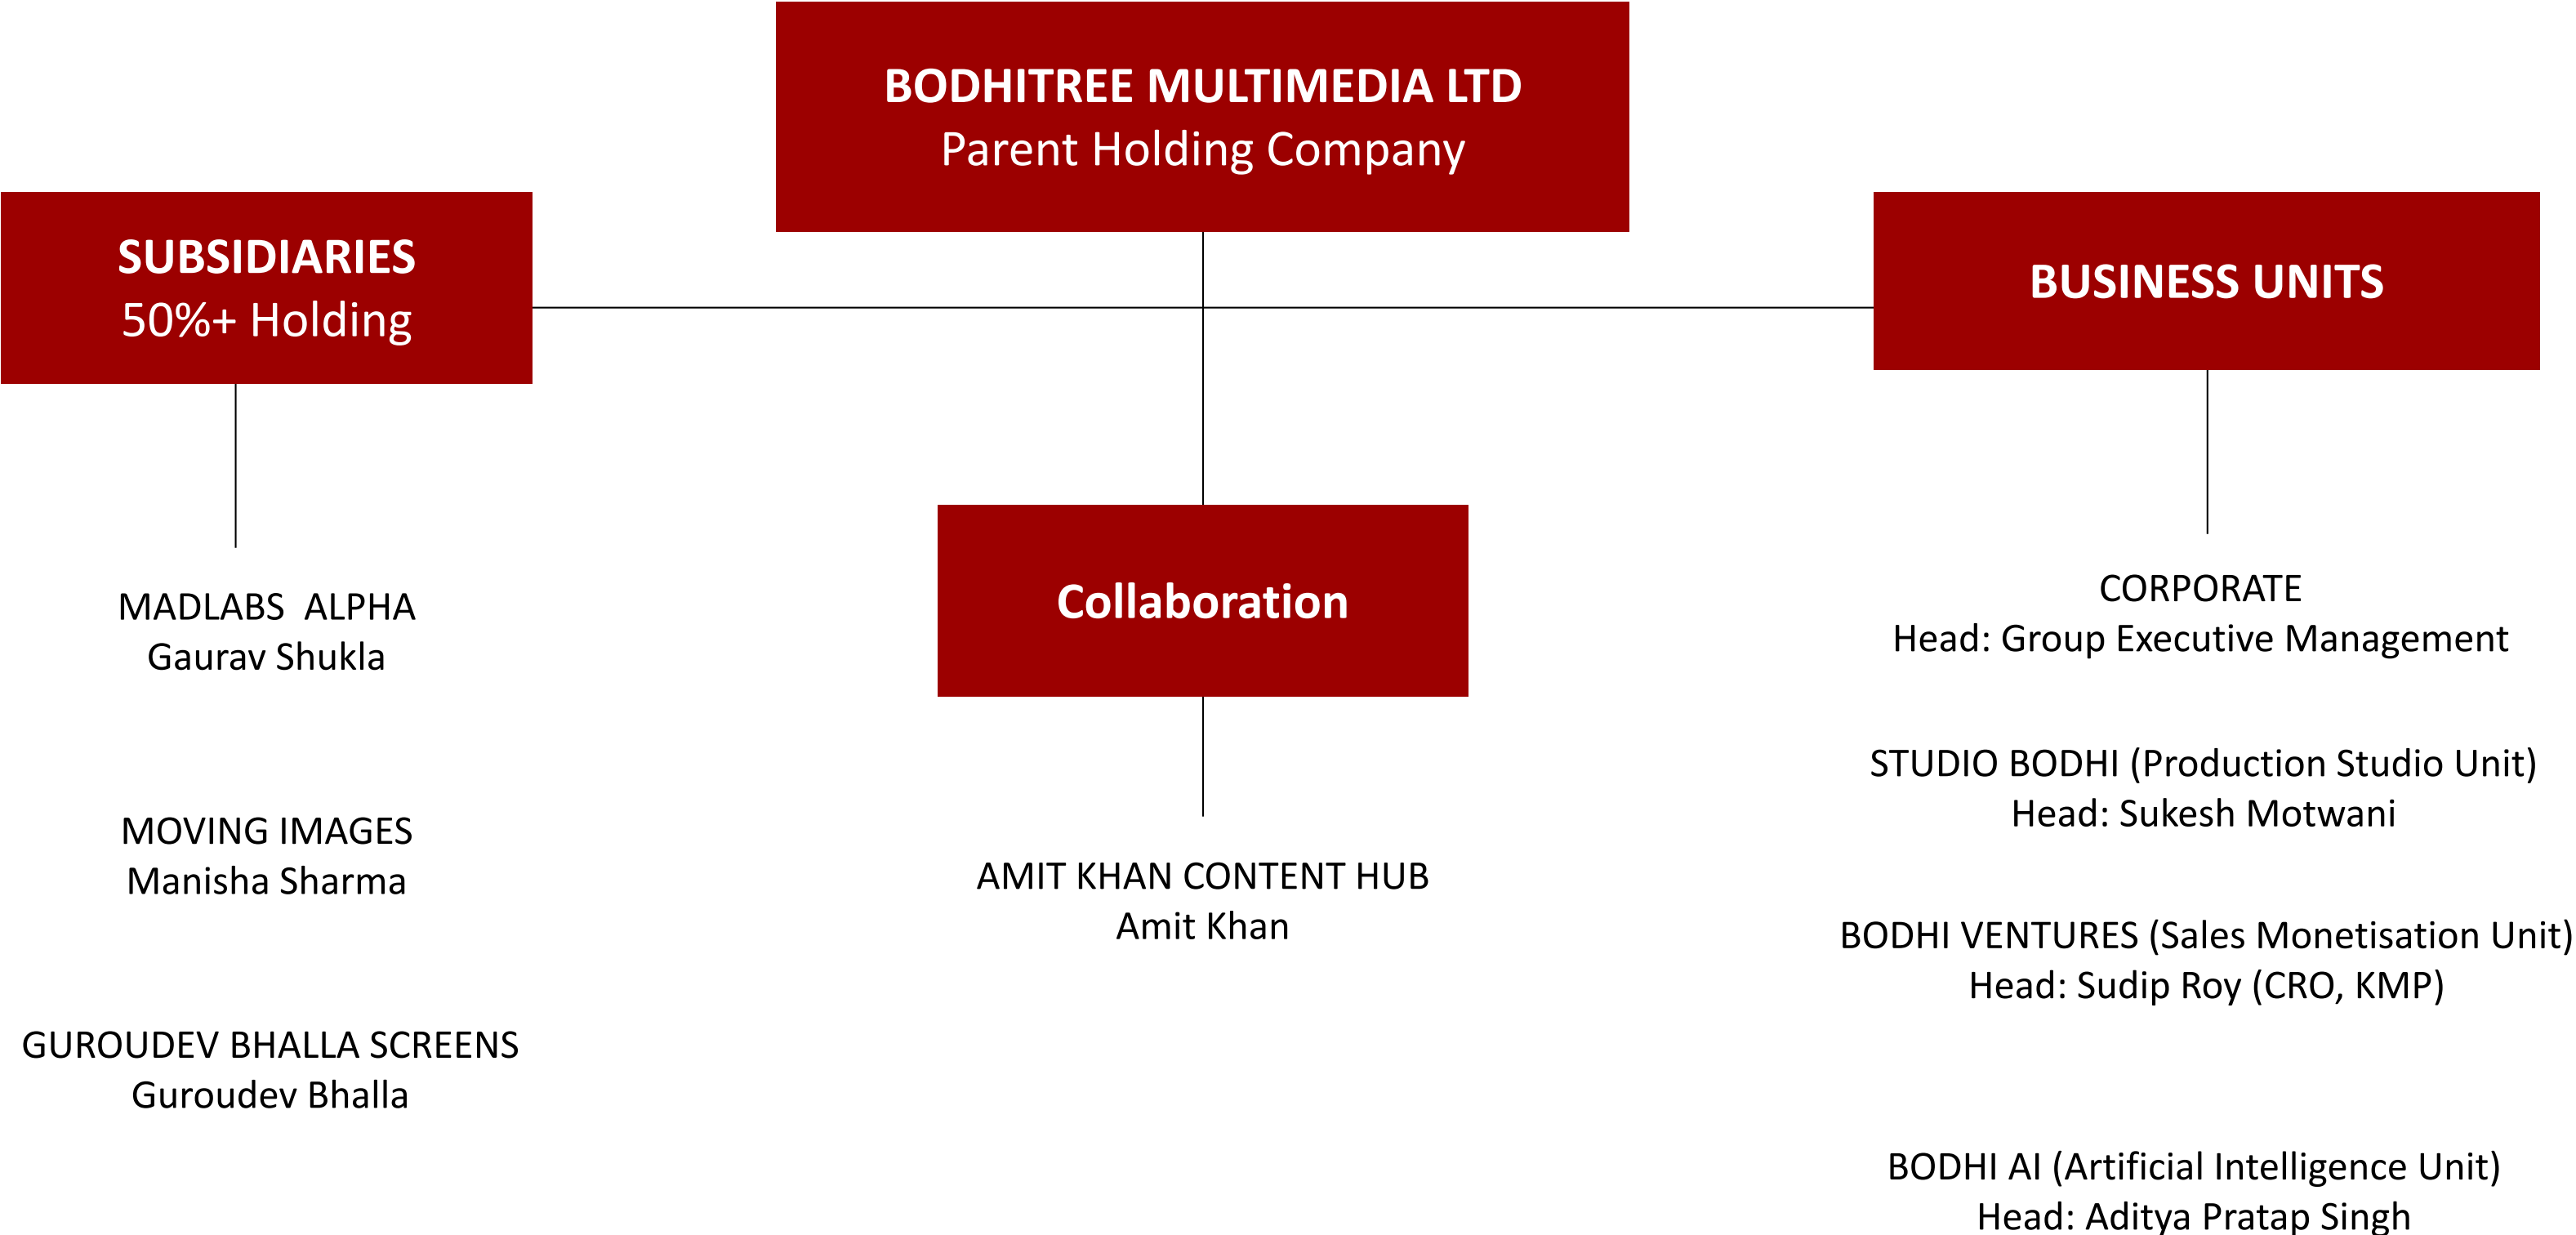 BODHITREE MULTIMEDIA LTD
Parent Holding Company
SUBSIDIARIES
50%+ Holding
BUSINESS UNITS
Collaboration
MADLABS  ALPHA
Gaurav Shukla
MOVING IMAGES
Manisha Sharma
GUROUDEV BHALLA SCREENS
Guroudev Bhalla
AMIT KHAN CONTENT HUB
Amit Khan
CORPORATE
Head: Group Executive Management
STUDIO BODHI (Production Studio Unit)
Head: Sukesh Motwani
BODHI VENTURES (Sales Monetisation Unit)
Head: Sudip Roy (CRO, KMP)
BODHI AI (Artificial Intelligence Unit)
Head: Aditya Pratap Singh